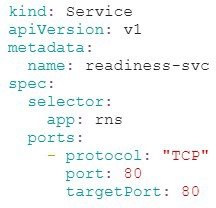 kind: Service
apiVersion: v1
metadata:
  name: readiness-svc
spec:
  selector:
    app: rns
  ports:
    - protocol: "TCP"
      port: 80
      targetPort: 80